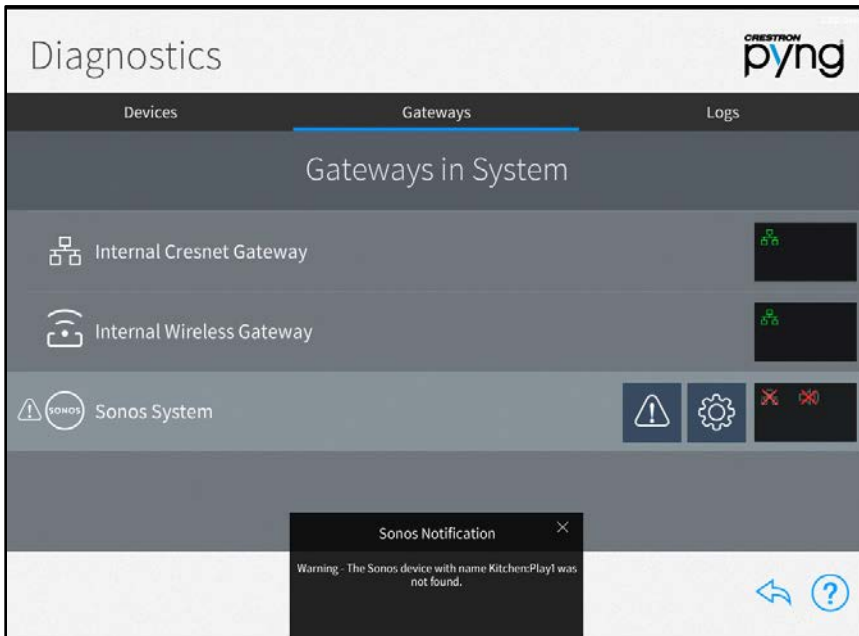 Diagnostics
CRESTRON
pyng
Devices
Gateways
Logs
Gateways in System
Internal Cresnet Gateway
Internal Wireless Gateway
SONOS
Sonos System
Sonos Notification
Warning - The Sonos device with name Kitchen:Play1 was
not found.
?